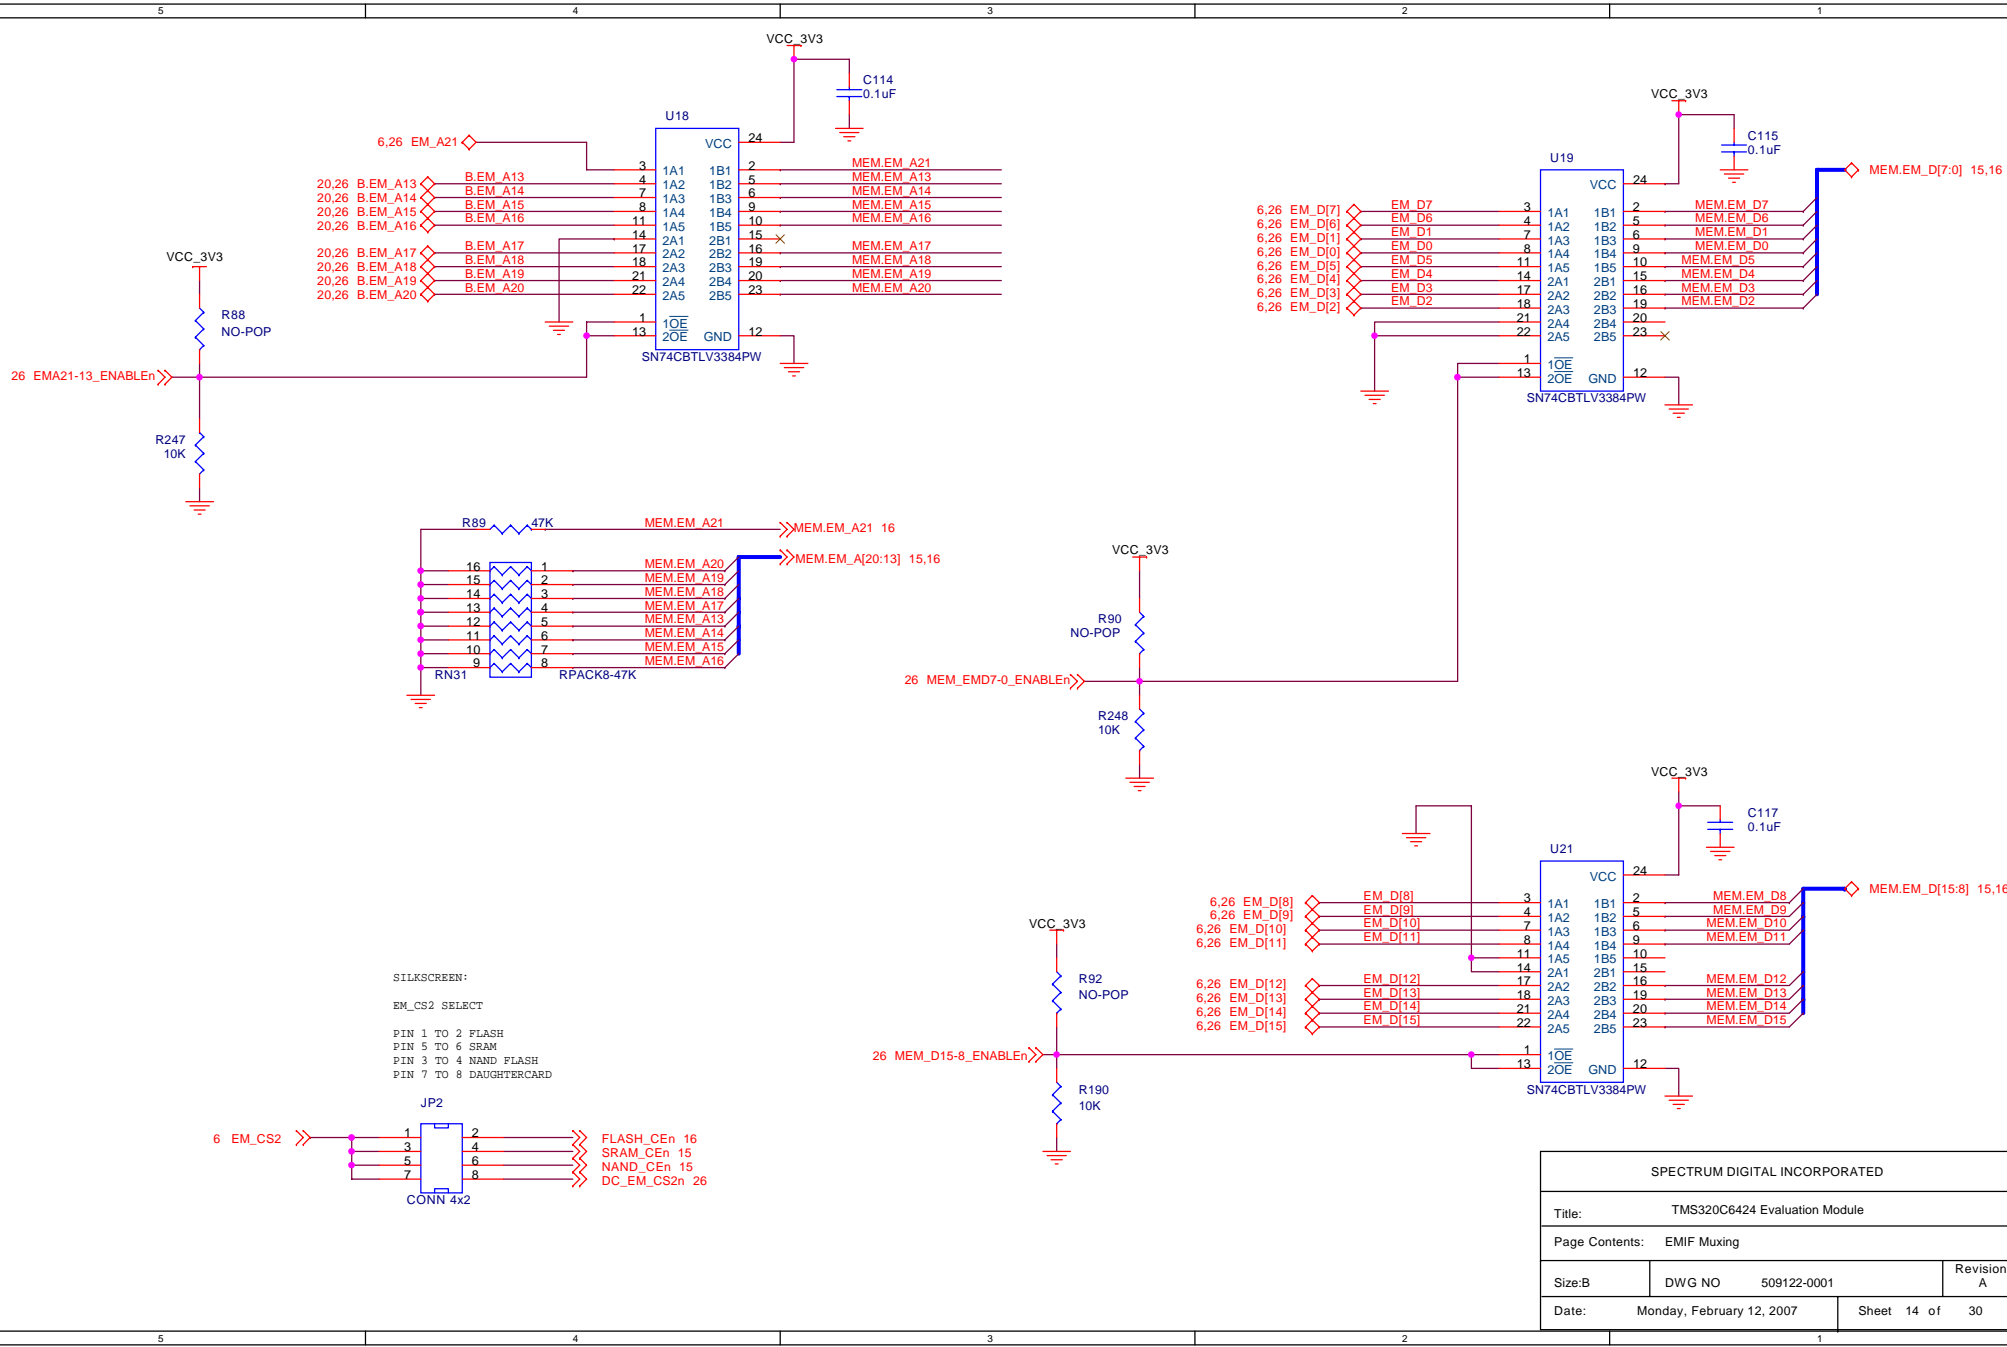 5 4 3 2 1
VCC_3V3
C114
0.1uF
U18
6,26 EM_A21
20,26 B.EM_A13 B.EM_A13
20,26 B.EM_A14 B.EM_A14
20,26 B.EM_A15 B.EM_A15
20,26 B.EM_A16 B.EM_A16
20,26 B.EM_A17 B.EM_A17
20,26 B.EM_A18 B.EM_A18
20,26 B.EM_A19 B.EM_A19
20,26 B.EM_A20 B.EM_A20
VCC 24
3 1A1 1B1 2 MEM.EM_A21
4 1A2 1B2 5 MEM.EM_A13
7 1A3 1B3 6 MEM.EM_A14
8 1A4 1B4 9 MEM.EM_A15
11 1A5 1B5 10 MEM.EM_A16
14 2A1 2B1 15
17 2A2 2B2 16 MEM.EM_A17
18 2A3 2B3 19 MEM.EM_A18
21 2A4 2B4 20 MEM.EM_A19
22 2A5 2B5 23 MEM.EM_A20
1 1OE
13 2OE GND 12
SN74CBTLV3384PW
VCC_3V3
R88
NO-POP
26 EMA21-13_ENABLEn
R247
10K
VCC_3V3
C115
0.1uF
U19
MEM.EM_D[7:0] 15,16
VCC 24
6,26 EM_D[7] EM_D7 3 1A1 1B1 2 MEM.EM_D7
6,26 EM_D[6] EM_D6 4 1A2 1B2 5 MEM.EM_D6
6,26 EM_D[1] EM_D1 7 1A3 1B3 6 MEM.EM_D1
6,26 EM_D[0] EM_D0 8 1A4 1B4 9 MEM.EM_D0
6,26 EM_D[5] EM_D5 11 1A5 1B5 10 MEM.EM_D5
6,26 EM_D[4] EM_D4 14 2A1 2B1 15 MEM.EM_D4
6,26 EM_D[3] EM_D3 17 2A2 2B2 16 MEM.EM_D3
6,26 EM_D[2] EM_D2 18 2A3 2B3 19 MEM.EM_D2
21 2A4 2B4 20
22 2A5 2B5 23
1 1OE
13 2OE GND 12
SN74CBTLV3384PW
R89 47K MEM.EM_A21 MEM.EM_A21 16
MEM.EM_A[20:13] 15,16
16 1 MEM.EM_A20
15 2 MEM.EM_A19
14 3 MEM.EM_A18
13 4 MEM.EM_A17
12 5 MEM.EM_A13
11 6 MEM.EM_A14
10 7 MEM.EM_A15
9 8 MEM.EM_A16
RN31 RPACK8-47K
VCC_3V3
R90
NO-POP
26 MEM_EMD7-0_ENABLEn
R248
10K
VCC_3V3
C117
0.1uF
U21
MEM.EM_D[15:8] 15,16
VCC 24
6,26 EM_D[8] EM_D[8] 3 1A1 1B1 2 MEM.EM_D8
6,26 EM_D[9] EM_D[9] 4 1A2 1B2 5 MEM.EM_D9
6,26 EM_D[10] EM_D[10] 7 1A3 1B3 6 MEM.EM_D10
6,26 EM_D[11] EM_D[11] 8 1A4 1B4 9 MEM.EM_D11
11 1A5 1B5 10
14 2A1 2B1 15
6,26 EM_D[12] EM_D[12] 17 2A2 2B2 16 MEM.EM_D12
6,26 EM_D[13] EM_D[13] 18 2A3 2B3 19 MEM.EM_D13
6,26 EM_D[14] EM_D[14] 21 2A4 2B4 20 MEM.EM_D14
6,26 EM_D[15] EM_D[15] 22 2A5 2B5 23 MEM.EM_D15
1 1OE
13 2OE GND 12
SN74CBTLV3384PW
VCC_3V3
R92
NO-POP
26 MEM_D15-8_ENABLEn
R190
10K
SILKSCREEN:
EM_CS2 SELECT
PIN 1 TO 2 FLASH
PIN 5 TO 6 SRAM
PIN 3 TO 4 NAND FLASH
PIN 7 TO 8 DAUGHTERCARD
JP2
6 EM_CS2 1 2 FLASH_CEn 16
3 4 SRAM_CEn 15
5 6 NAND_CEn 15
7 8 DC_EM_CS2n 26
CONN 4x2
SPECTRUM DIGITAL INCORPORATED
Title: TMS320C6424 Evaluation Module
Page Contents: EMIF Muxing
Size:B DWG NO 509122-0001 Revision A
Date: Monday, February 12, 2007 Sheet 14 of 30
5 4 3 2 1